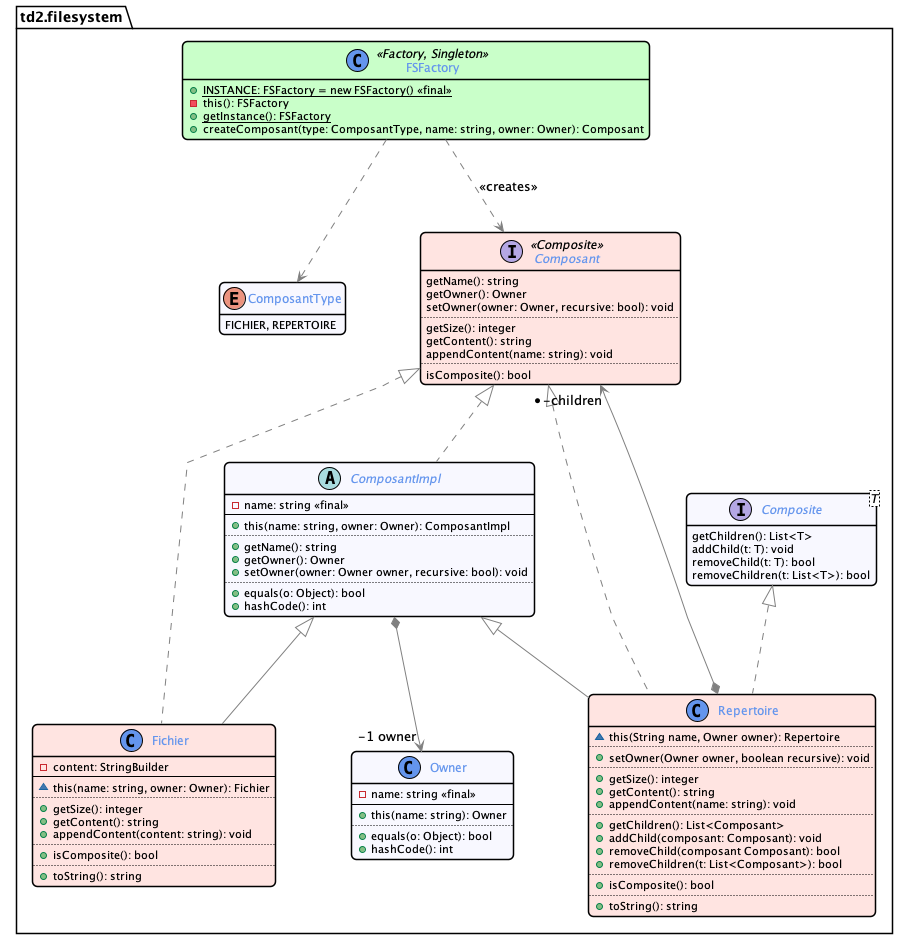 td2.filesystem
«Factory, Singleton»
FSFactory
INSTANCE: FSFactory = new FSFactory() «final»
this(): FSFactory
getInstance(): FSFactory
createComposant(type: ComposantType, name: string, owner: Owner): Composant
«creates»
«Composite»
Composant
getName(): string
getOwner(): Owner
setOwner(owner: Owner, recursive: bool): void
getSize(): integer
getContent(): string
appendContent(name: string): void
isComposite(): bool
ComposantType
FICHIER, REPERTOIRE
-children
ComposantImpl
name: string «final»
this(name: string, owner: Owner): ComposantImpl
getName(): string
getOwner(): Owner
setOwner(owner: Owner owner, recursive: bool): void
equals(o: Object): bool
hashCode(): int
T
Composite
getChildren(): List<T>
addChild(t: T): void
removeChild(t: T): bool
removeChildren(t: List<T>): bool
Fichier
content: StringBuilder
this(name: string, owner: Owner): Fichier
getSize(): integer
getContent(): string
appendContent(content: string): void
isComposite(): bool
toString(): string
-1 owner
Owner
name: string «final»
this(name: string): Owner
equals(o: Object): bool
hashCode(): int
Repertoire
this(String name, Owner owner): Repertoire
setOwner(Owner owner, boolean recursive): void
getSize(): integer
getContent(): string
appendContent(name: string): void
getChildren(): List<Composant>
addChild(composant: Composant): void
removeChild(composant Composant): bool
removeChildren(t: List<Composant>): bool
isComposite(): bool
toString(): string